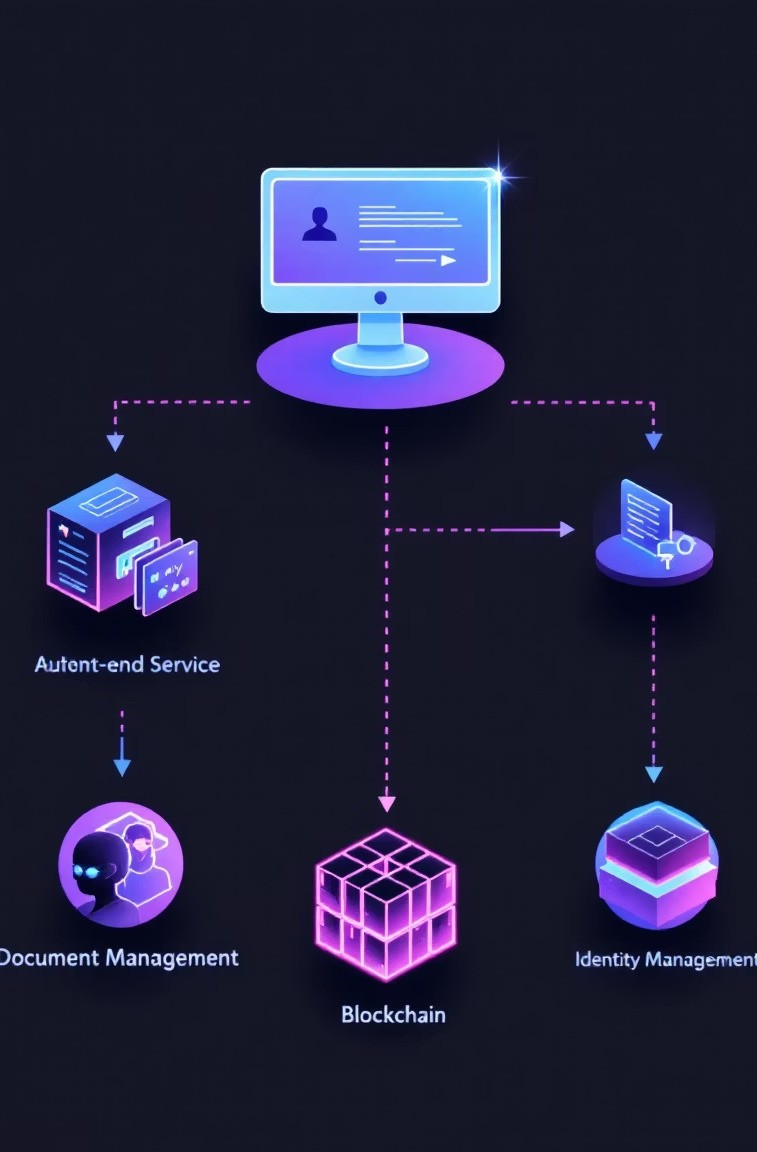 Autent-end Service
Document Management
Identity Management
Blockchain